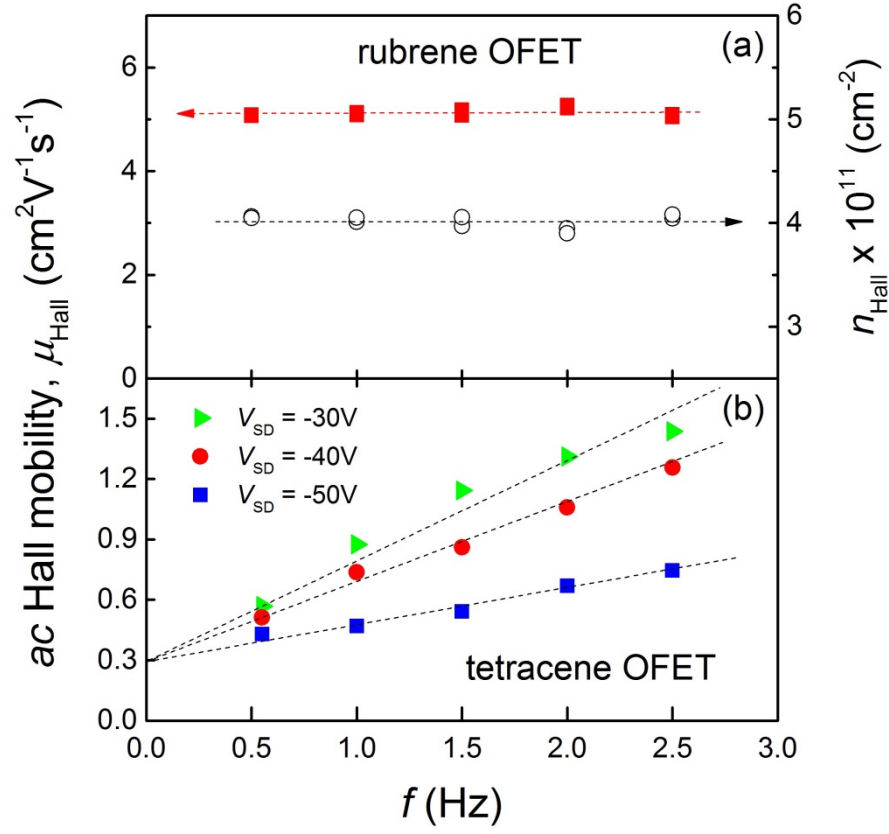 rubrene OFET
(a)
6
4
2
0
6
5
4
3
ac Hall mobility, μHall (cm²V⁻¹s⁻¹)
nHall x 10¹¹ (cm⁻²)
(b)
VSD = -30V
VSD = -40V
VSD = -50V
tetracene OFET
1.5
1.2
0.9
0.6
0.3
0.0
0.0 0.5 1.0 1.5 2.0 2.5 3.0
f (Hz)